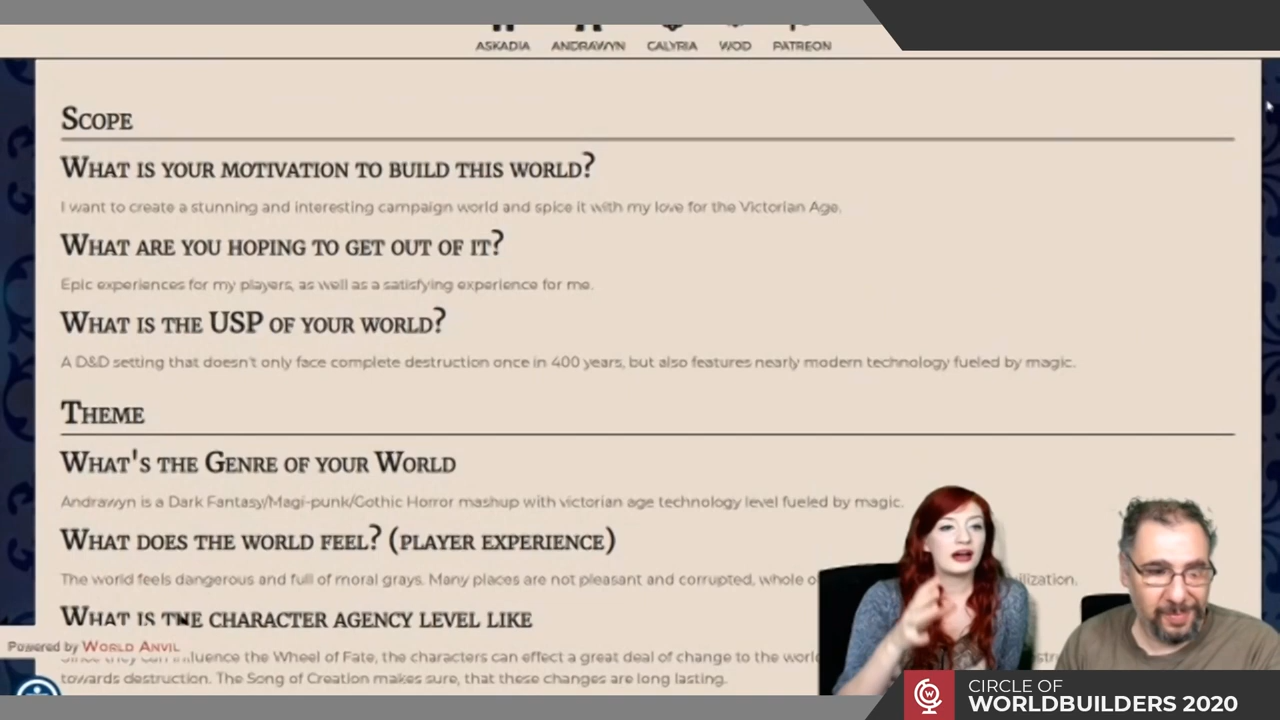 ASKADIA ANDRAWYN CALYRIA WOD PATREON
SCOPE
WHAT IS YOUR MOTIVATION TO BUILD THIS WORLD?
I want to create a stunning and interesting campaign world and spice it with my love for the Victorian Age.
WHAT ARE YOU HOPING TO GET OUT OF IT?
Epic experiences for my players, as well as a satisfying experience for me.
WHAT IS THE USP OF YOUR WORLD?
A D&D setting that doesn't only face complete destruction once in 400 years, but also features nearly modern technology fueled by magic.
THEME
WHAT'S THE GENRE OF YOUR WORLD
Andrawyn is a Dark Fantasy/Magi-punk/Gothic Horror mashup with victorian age technology level fueled by magic.
WHAT DOES THE WORLD FEEL? (PLAYER EXPERIENCE)
The world feels dangerous and full of moral grays. Many places are not pleasant and corrupted, whole
WHAT IS THE CHARACTER AGENCY LEVEL LIKE
Powered by WORLD ANVIL
Since they can influence the Wheel of Fate, the characters can effect a great deal of change to the
towards destruction. The Song of Creation makes sure, that these changes are long lasting.
CIRCLE OF
WORLDBUILDERS 2020